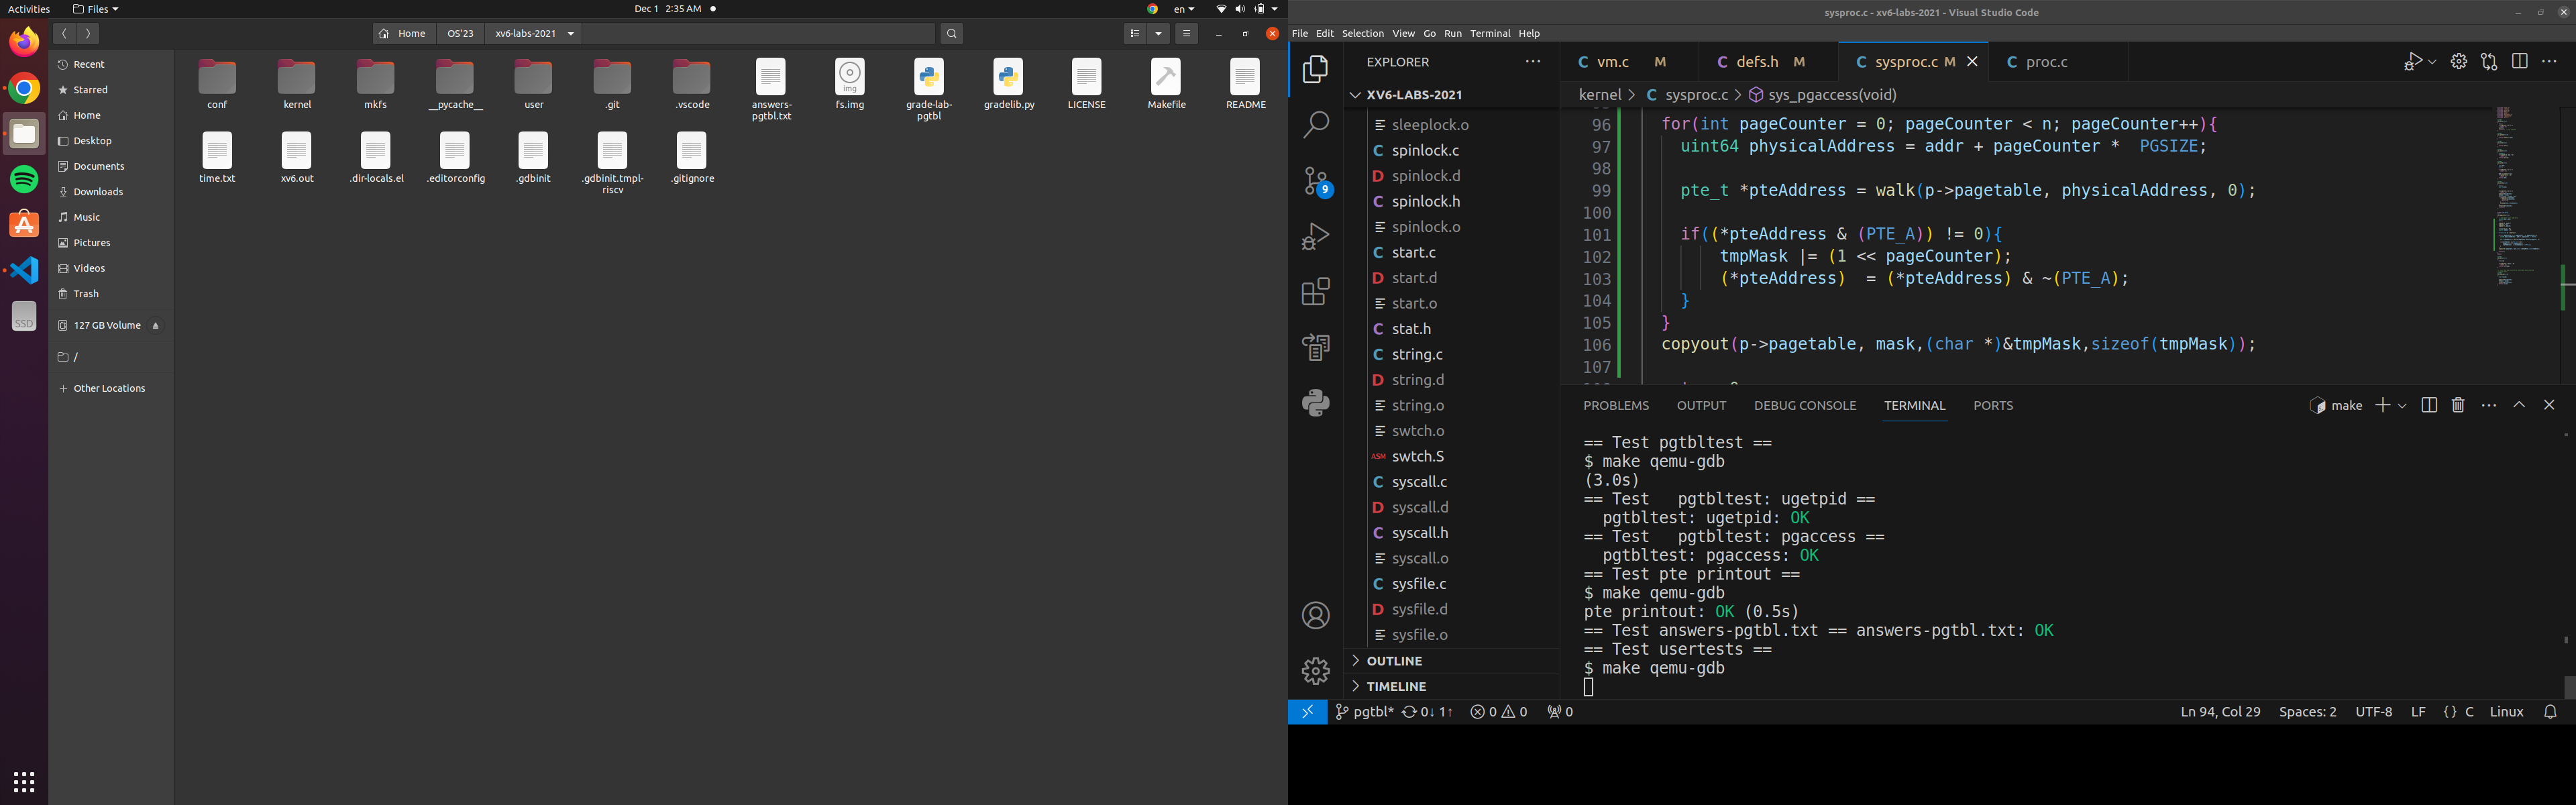 Activities
Files
Dec 1 2:35 AM
en
Home
OS'23
xv6-labs-2021
Recent
Starred
Home
Desktop
Documents
Downloads
Music
Pictures
Videos
Trash
127 GB Volume
/
Other Locations
SSD
conf
kernel
mkfs
__pycache__
user
.git
.vscode
answers-
pgtbl.txt
img
fs.img
grade-lab-
pgtbl
gradelib.py
LICENSE
Makefile
README
time.txt
xv6.out
.dir-locals.el
.editorconfig
.gdbinit
.gdbinit.tmpl-
riscv
.gitignore
sysproc.c - xv6-labs-2021 - Visual Studio Code
File Edit Selection View Go Run Terminal Help
EXPLORER
XV6-LABS-2021
sleeplock.o
C spinlock.c
D spinlock.d
C spinlock.h
spinlock.o
C start.c
D start.d
start.o
C stat.h
C string.c
D string.d
string.o
swtch.o
ASM swtch.S
C syscall.c
D syscall.d
C syscall.h
syscall.o
C sysfile.c
D sysfile.d
sysfile.o
OUTLINE
TIMELINE
9
C vm.c M
C defs.h M
C sysproc.c M
C proc.c
kernel > C sysproc.c > sys_pgaccess(void)
96 for(int pageCounter = 0; pageCounter < n; pageCounter++){
97 uint64 physicalAddress = addr + pageCounter *  PGSIZE;
98
99 pte_t *pteAddress = walk(p->pagetable, physicalAddress, 0);
100
101 if((*pteAddress & (PTE_A)) != 0){
102 tmpMask |= (1 << pageCounter);
103 (*pteAddress)  = (*pteAddress) & ~(PTE_A);
104 }
105 }
106 copyout(p->pagetable, mask,(char *)&tmpMask,sizeof(tmpMask));
107
PROBLEMS OUTPUT DEBUG CONSOLE TERMINAL PORTS
make
== Test pgtbltest ==
$ make qemu-gdb
(3.0s)
== Test   pgtbltest: ugetpid ==
  pgtbltest: ugetpid: OK
== Test   pgtbltest: pgaccess ==
  pgtbltest: pgaccess: OK
== Test pte printout ==
$ make qemu-gdb
pte printout: OK (0.5s)
== Test answers-pgtbl.txt == answers-pgtbl.txt: OK
== Test usertests ==
$ make qemu-gdb
pgtbl* 0↓ 1↑ 0 0 0
Ln 94, Col 29 Spaces: 2 UTF-8 LF {} C Linux